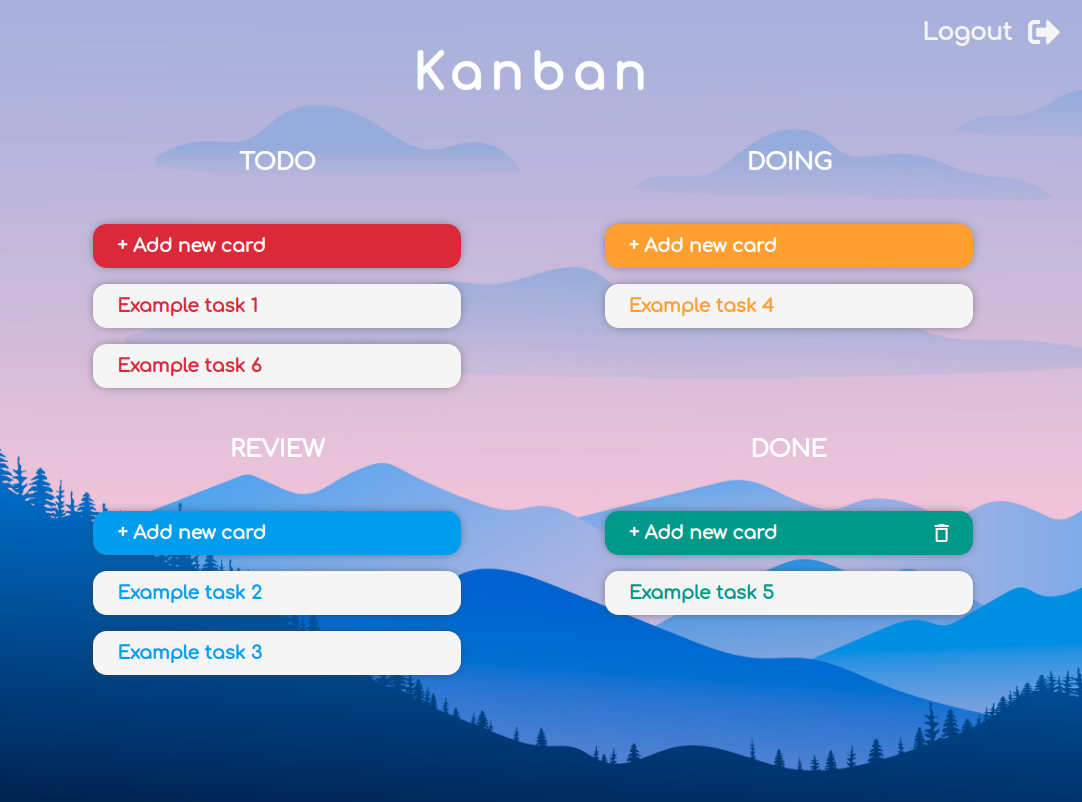 Logout
Kanban
TODO
+ Add new card
Example task 1
Example task 6
DOING
+ Add new card
Example task 4
REVIEW
+ Add new card
Example task 2
Example task 3
DONE
+ Add new card
Example task 5